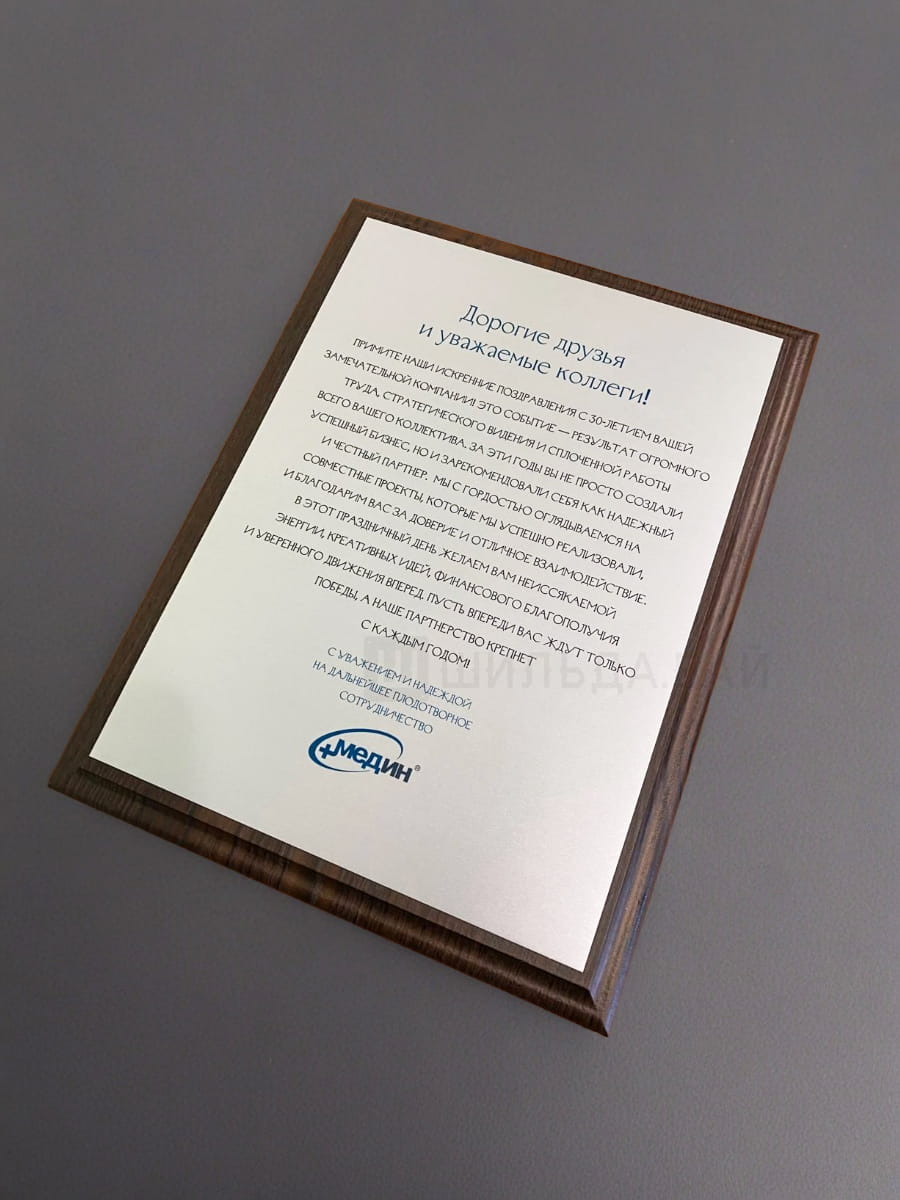 Дорогие друзья
и уважаемые коллеги!
ПРИМИТЕ НАШИ ИСКРЕННИЕ ПОЗДРАВЛЕНИЯ С 30-ЛЕТИЕМ ВАШЕЙ
ЗАМЕЧАТЕЛЬНОЙ КОМПАНИИ! ЭТО СОБЫТИЕ — РЕЗУЛЬТАТ ОГРОМНОГО
ТРУДА, СТРАТЕГИЧЕСКОГО ВИДЕНИЯ И СПЛОЧЕННОЙ РАБОТЫ
ВСЕГО ВАШЕГО КОЛЛЕКТИВА. ЗА ЭТИ ГОДЫ ВЫ НЕ ПРОСТО СОЗДАЛИ
УСПЕШНЫЙ БИЗНЕС, НО И ЗАРЕКОМЕНДОВАЛИ СЕБЯ КАК НАДЕЖНЫЙ
И ЧЕСТНЫЙ ПАРТНЕР. МЫ С ГОРДОСТЬЮ ОГЛЯДЫВАЕМСЯ НА
СОВМЕСТНЫЕ ПРОЕКТЫ, КОТОРЫЕ МЫ УСПЕШНО РЕАЛИЗОВАЛИ,
И БЛАГОДАРИМ ВАС ЗА ДОВЕРИЕ И ОТЛИЧНОЕ ВЗАИМОДЕЙСТВИЕ.
В ЭТОТ ПРАЗДНИЧНЫЙ ДЕНЬ ЖЕЛАЕМ ВАМ НЕИССЯКАЕМОЙ
ЭНЕРГИИ, КРЕАТИВНЫХ ИДЕЙ, ФИНАНСОВОГО БЛАГОПОЛУЧИЯ
И УВЕРЕННОГО ДВИЖЕНИЯ ВПЕРЕД. ПУСТЬ ВПЕРЕДИ ВАС ЖДУТ ТОЛЬКО
ПОБЕДЫ, А НАШЕ ПАРТНЕРСТВО КРЕПНЕТ
С КАЖДЫМ ГОДОМ!
С УВАЖЕНИЕМ И НАДЕЖДОЙ
НА ДАЛЬНЕЙШЕЕ ПЛОДОТВОРНОЕ
СОТРУДНИЧЕСТВО
медин®